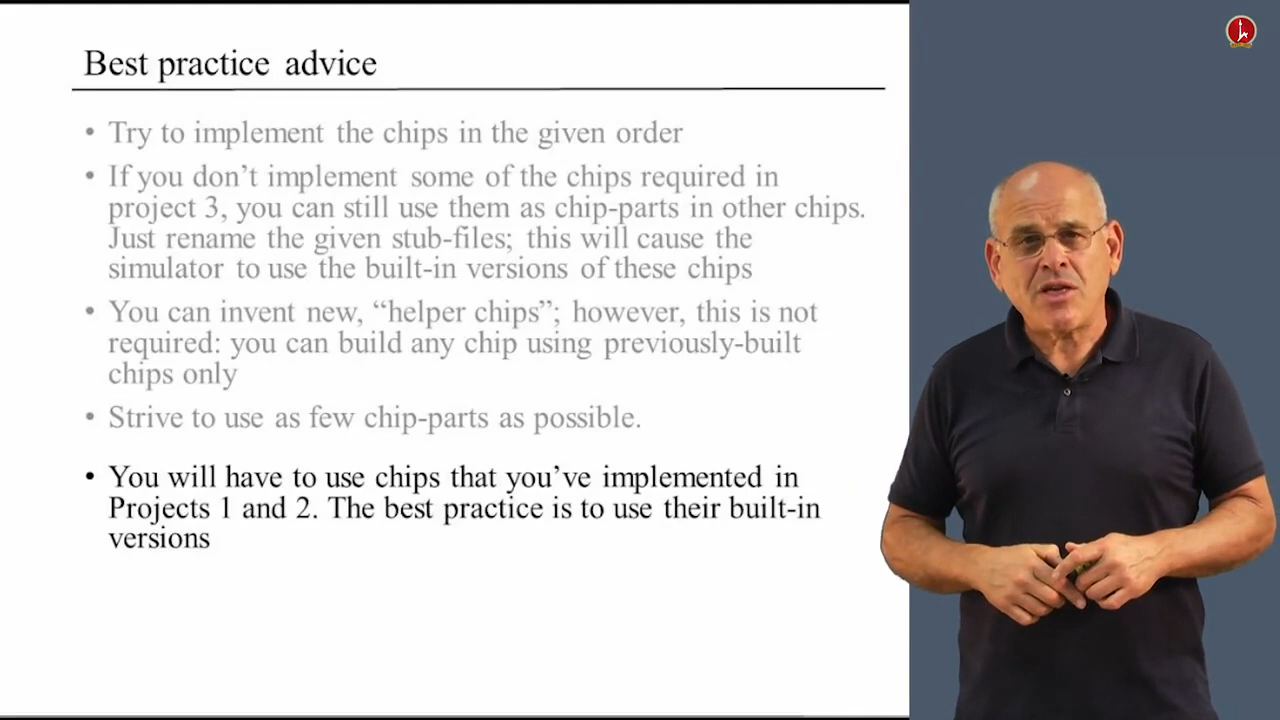 Best practice advice
• Try to implement the chips in the given order
• If you don’t implement some of the chips required in
project 3, you can still use them as chip-parts in other chips.
Just rename the given stub-files; this will cause the
simulator to use the built-in versions of these chips
• You can invent new, “helper chips”; however, this is not
required: you can build any chip using previously-built
chips only
• Strive to use as few chip-parts as possible.
• You will have to use chips that you’ve implemented in
Projects 1 and 2. The best practice is to use their built-in
versions